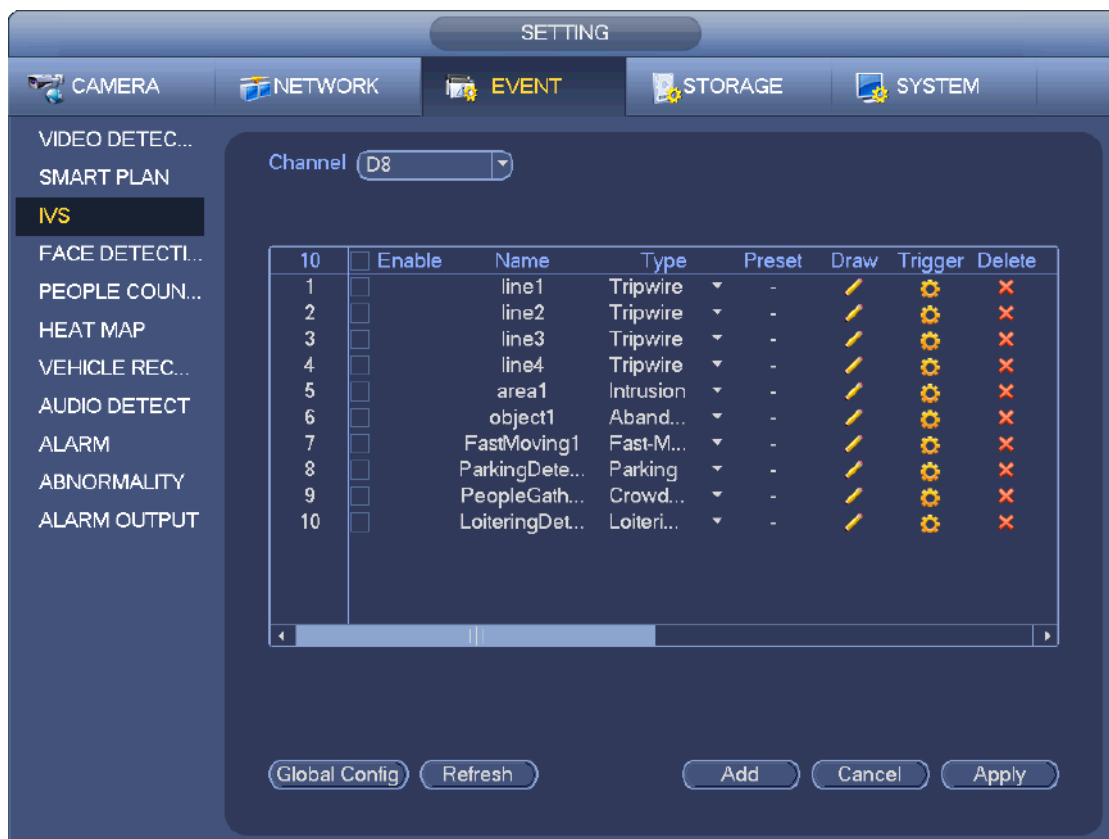 SETTING
CAMERA NETWORK EVENT STORAGE SYSTEM
VIDEO DETEC...
SMART PLAN
IVS
FACE DETECTI...
PEOPLE COUN...
HEAT MAP
VEHICLE REC...
AUDIO DETECT
ALARM
ABNORMALITY
ALARM OUTPUT
Channel D8
10 Enable Name Type Preset Draw Trigger Delete
1 line1 Tripwire -
2 line2 Tripwire -
3 line3 Tripwire -
4 line4 Tripwire -
5 area1 Intrusion -
6 object1 Aband... -
7 FastMoving1 Fast-M... -
8 ParkingDete... Parking -
9 PeopleGath... Crowd... -
10 LoiteringDet... Loiteri... -
Global Config Refresh Add Cancel Apply